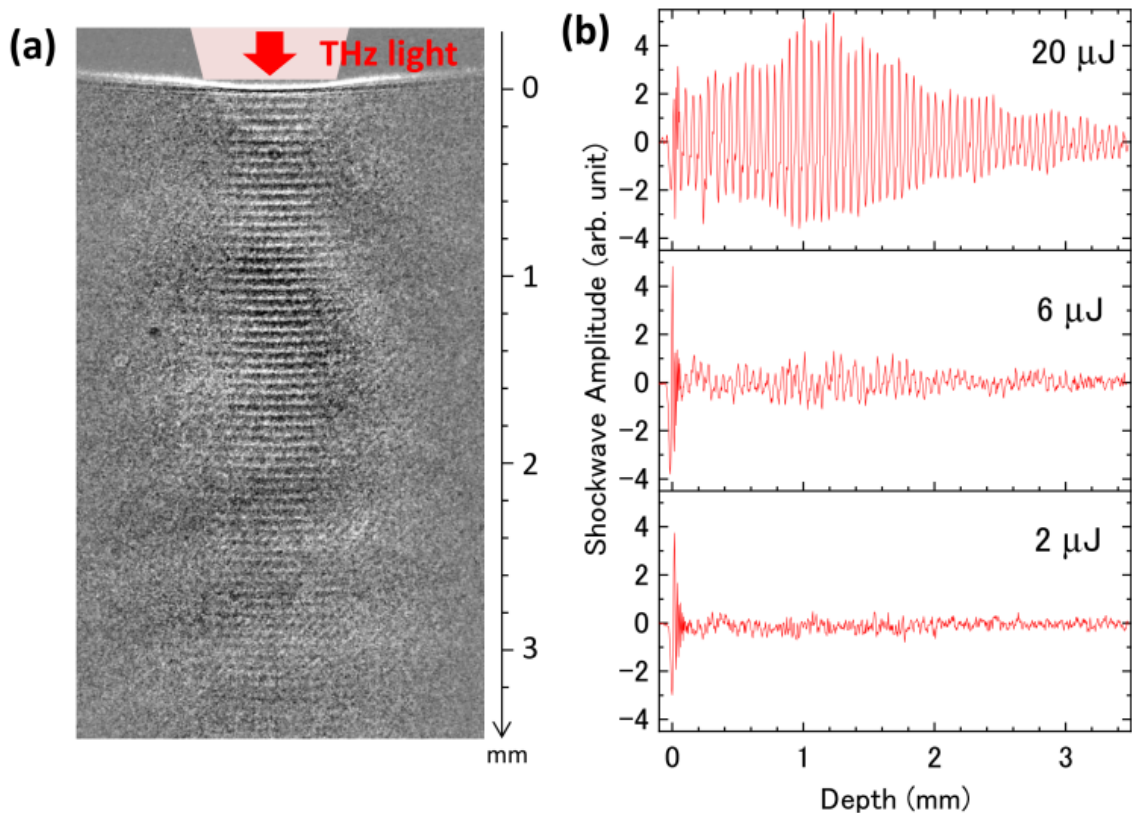 (a)
THz light
0
1
2
3
mm
(b)
Shockwave Amplitude (arb. unit)
20 μJ
4
2
0
-2
-4
6 μJ
4
2
0
-2
-4
2 μJ
4
2
0
-2
-4
0 1 2 3
Depth (mm)